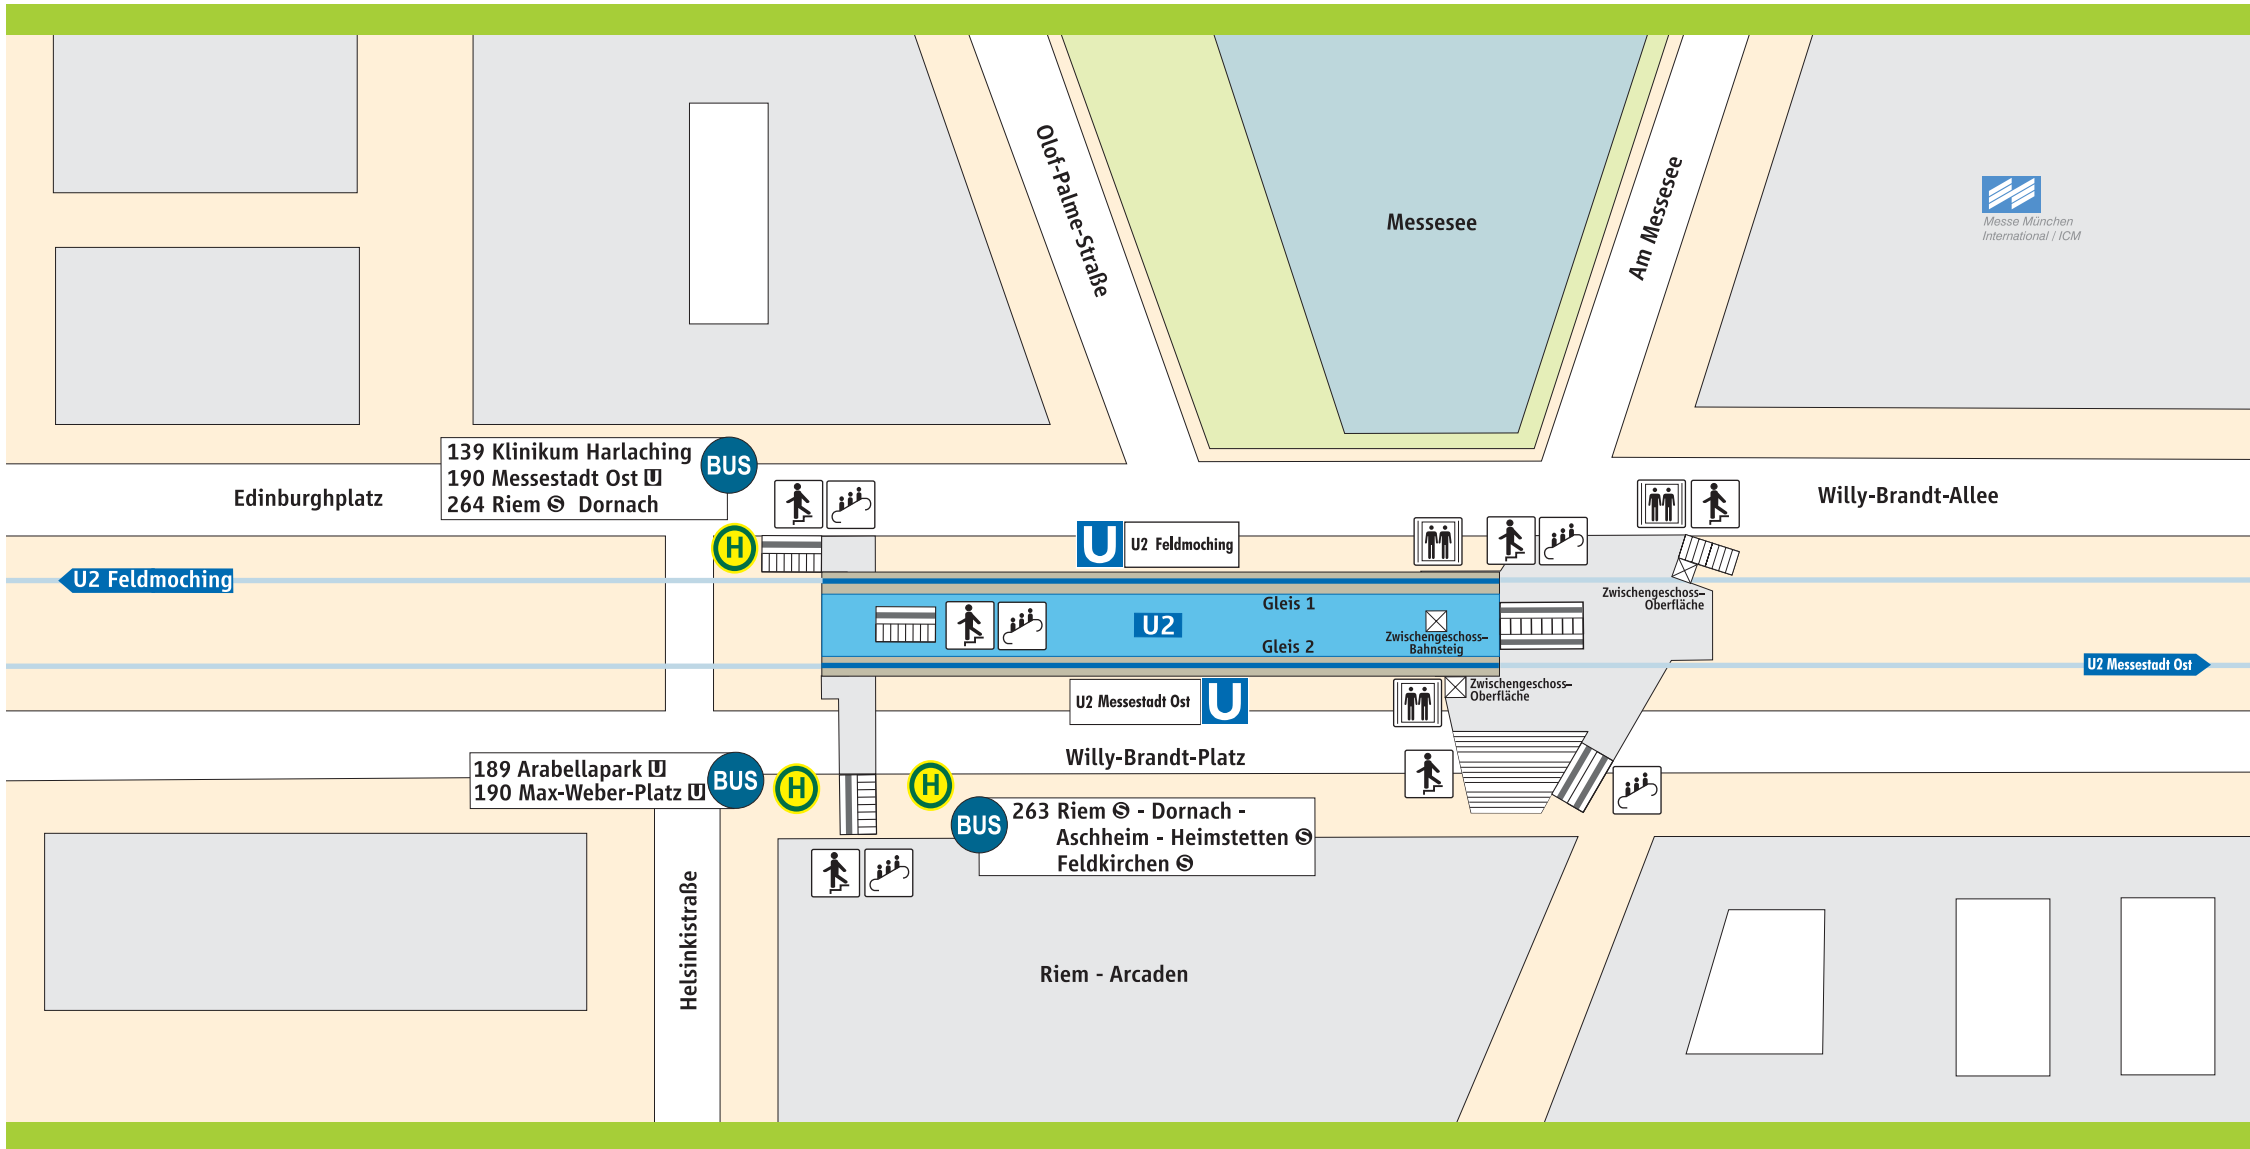 Olof-Palme-Straße
Messesee
Am Messesee
Messe München
International / ICM
139 Klinikum Harlaching
190 Messestadt Ost U
264 Riem S Dornach
BUS
Edinburghplatz
Willy-Brandt-Allee
H
U
U2 Feldmoching
U2 Feldmoching
Gleis 1
U2
Gleis 2
Zwischengeschoss-
Bahnsteig
Zwischengeschoss-
Oberfläche
U2 Messestadt Ost
Zwischengeschoss-
Oberfläche
U2 Messestadt Ost
U
Willy-Brandt-Platz
189 Arabellapark U
190 Max-Weber-Platz U
BUS
H
H
BUS
263 Riem S - Dornach -
Aschheim - Heimstetten S
Feldkirchen S
Helsinkistraße
Riem - Arcaden